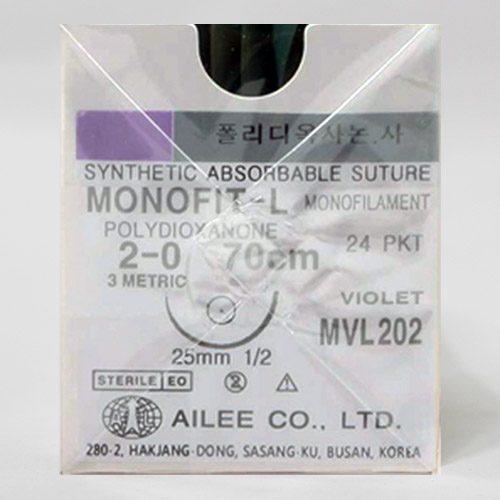 폴리디옥사논.사
SYNTHETIC ABSORBABLE SUTURE
MONOFIT-L MONOFILAMENT
POLYDIOXANONE
2-0 70cm 24 PKT
3 METRIC
VIOLET
MVL202
25mm 1/2
STERILE EO 2
AILEE CO., LTD.
280-2, HAKJANG-DONG, SASANG-KU, BUSAN, KOREA